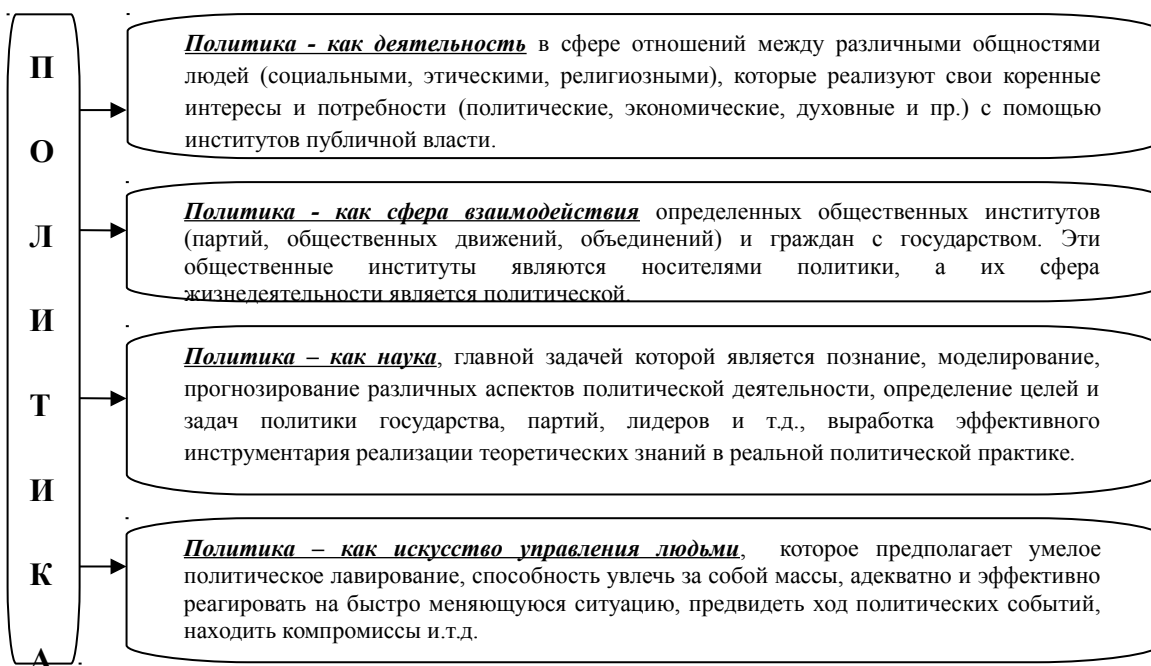 П
О
Л
И
Т
И
К
А
Политика - как деятельность в сфере отношений между различными общностями
людей (социальными, этическими, религиозными), которые реализуют свои коренные
интересы и потребности (политические, экономические, духовные и пр.) с помощью
институтов публичной власти.
Политика - как сфера взаимодействия определенных общественных институтов
(партий, общественных движений, объединений) и граждан с государством. Эти
общественные институты являются носителями политики, а их сфера
жизнедеятельности является политической.
Политика – как наука, главной задачей которой является познание, моделирование,
прогнозирование различных аспектов политической деятельности, определение целей и
задач политики государства, партий, лидеров и т.д., выработка эффективного
инструментария реализации теоретических знаний в реальной политической практике.
Политика – как искусство управления людьми, которое предполагает умелое
политическое лавирование, способность увлечь за собой массы, адекватно и эффективно
реагировать на быстро меняющуюся ситуацию, предвидеть ход политических событий,
находить компромиссы и.т.д.